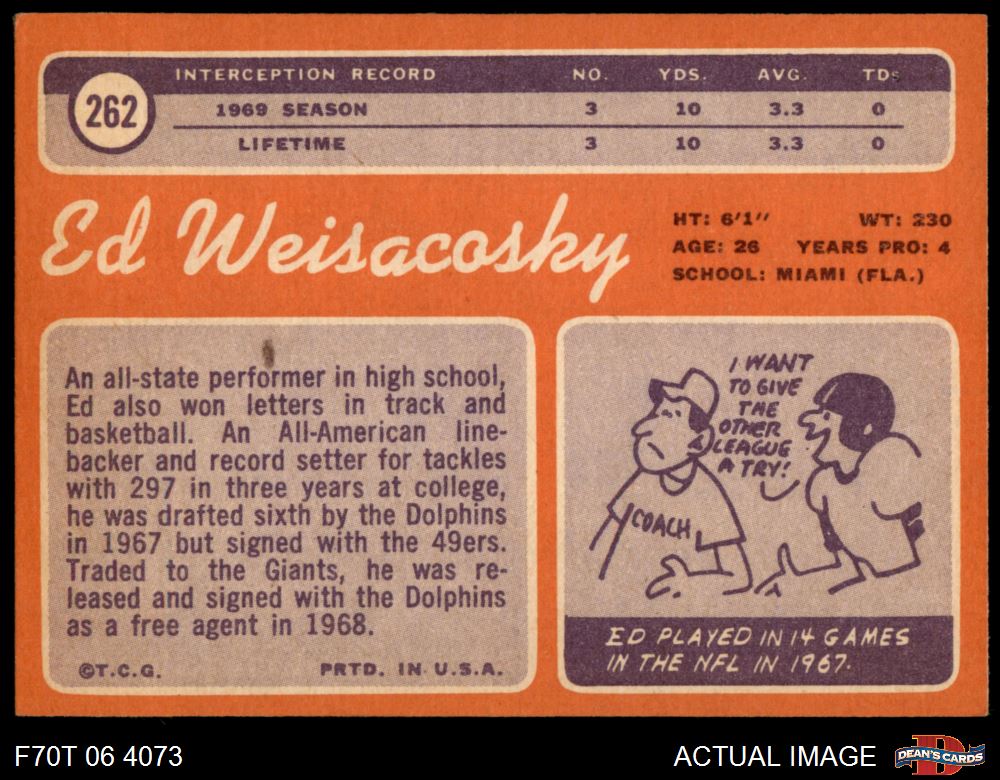 262
INTERCEPTION RECORD NO. YDS. AVG. TDs
1969 SEASON 3 10 3.3 0
LIFETIME 3 10 3.3 0
Ed Weisacosky
HT: 6'1" WT: 230
AGE: 26 YEARS PRO: 4
SCHOOL: MIAMI (FLA.)
An all-state performer in high school,
Ed also won letters in track and
basketball. An All-American line-
backer and record setter for tackles
with 297 in three years at college,
he was drafted sixth by the Dolphins
in 1967 but signed with the 49ers.
Traded to the Giants, he was re-
leased and signed with the Dolphins
as a free agent in 1968.
©T.C.G. PRTD. IN U.S.A.
I WANT
TO GIVE
THE
OTHER
LEAGUE
A TRY!
COACH
ED PLAYED IN 14 GAMES
IN THE NFL IN 1967.
F70T 06 4073
ACTUAL IMAGE
DEAN'S CARDS